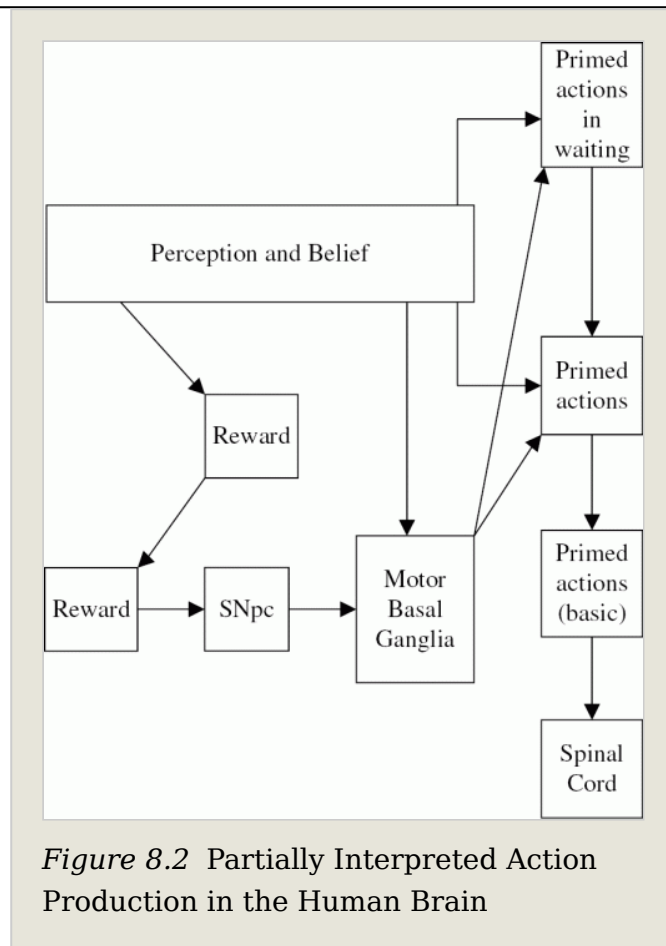 Primed
actions
in
waiting
Perception and Belief
Primed
actions
Reward
Primed
actions
(basic)
Motor
Basal
Ganglia
Reward
SNpc
Spinal
Cord
Figure 8.2 Partially Interpreted Action
Production in the Human Brain